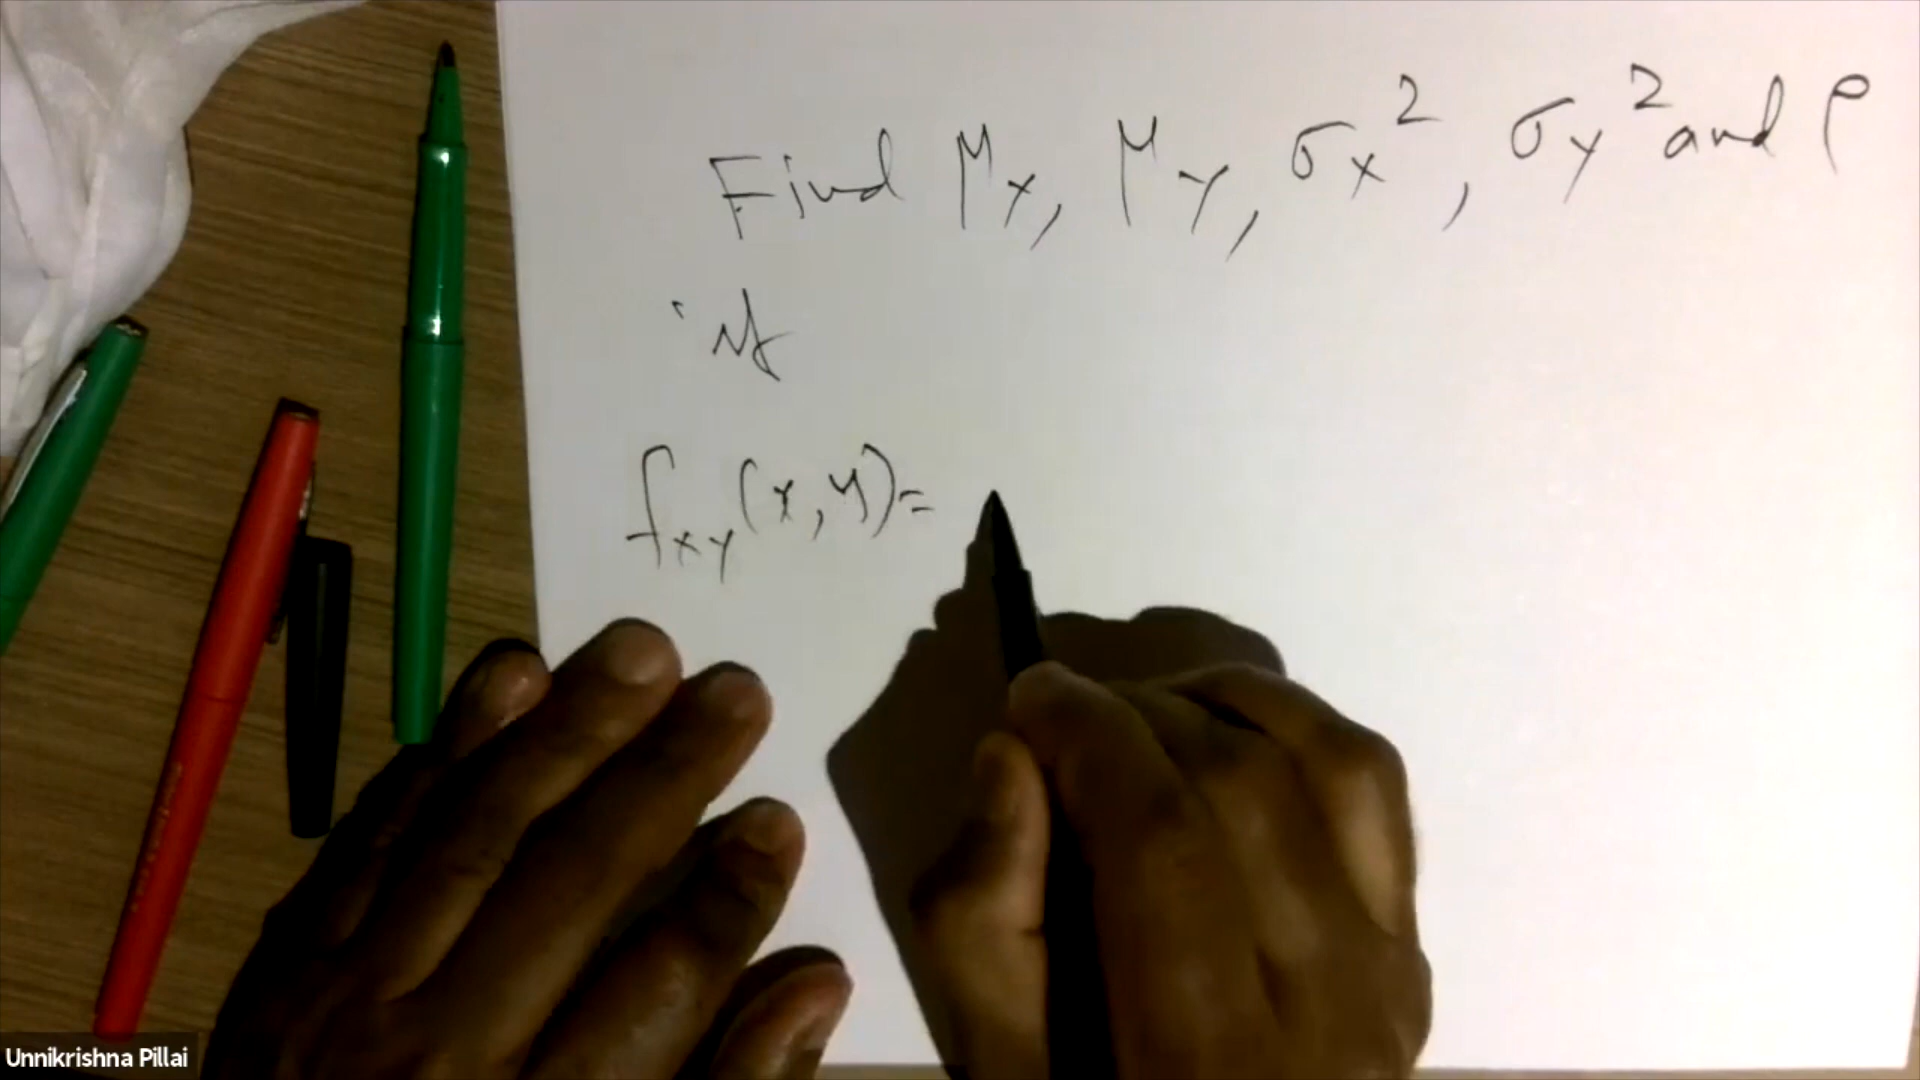 Find μx, μy, σx², σy² and ρ
if
fxy(x,y)=
Unnikrishna Pillai